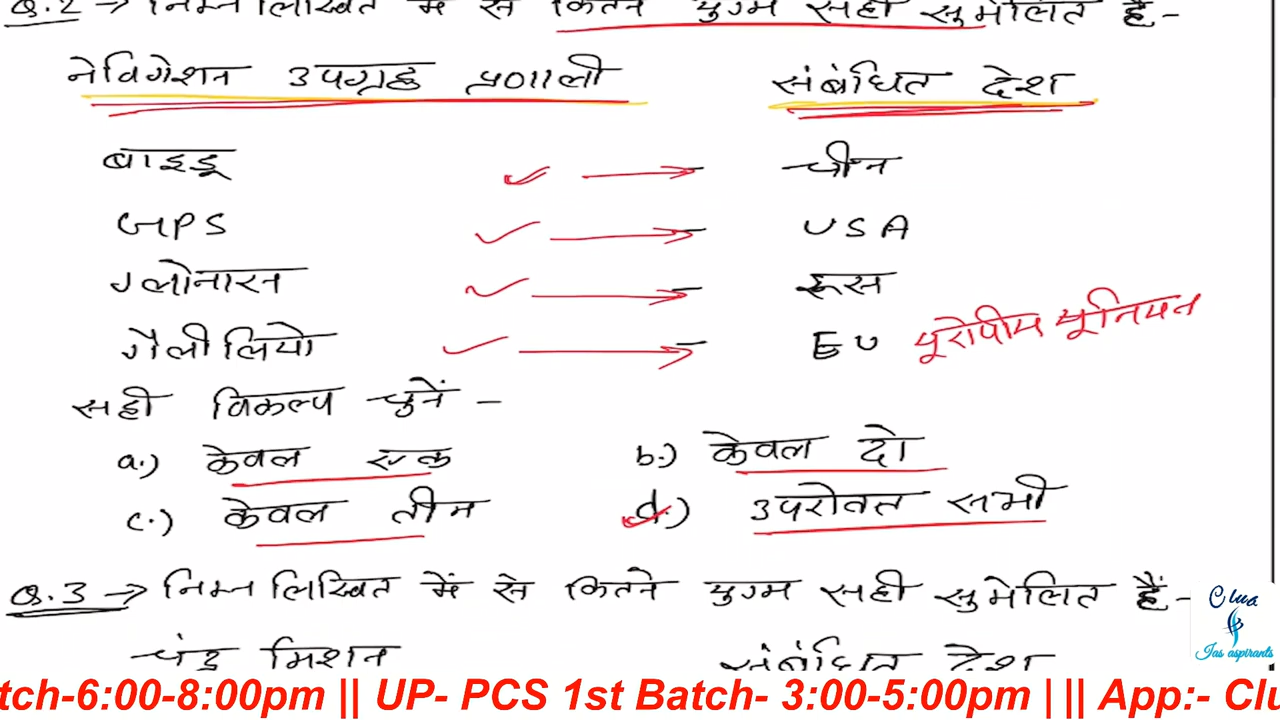 Q.2 → निम्नलिखित में से कितने युग्म सही सुमेलित हैं -
नेविगेशन उपग्रह प्रणाली संबंधित देश
बाइडू ✓ → - चीन
GPS ✓ → - USA
ग्लोनास ✓ → - रूस
गैलीलियो ✓ → - EU यूरोपीय यूनियन
सही विकल्प चुनें -
a.) केवल एक b.) केवल दो
c.) केवल तीन d.) उपरोक्त सभी
Q.3 → निम्नलिखित में से कितने युग्म सही सुमेलित हैं -
चंद्र मिशन संबंधित देश
Clua
Ias aspirants
tch-6:00-8:00pm || UP- PCS 1st Batch- 3:00-5:00pm | || App:- Clu